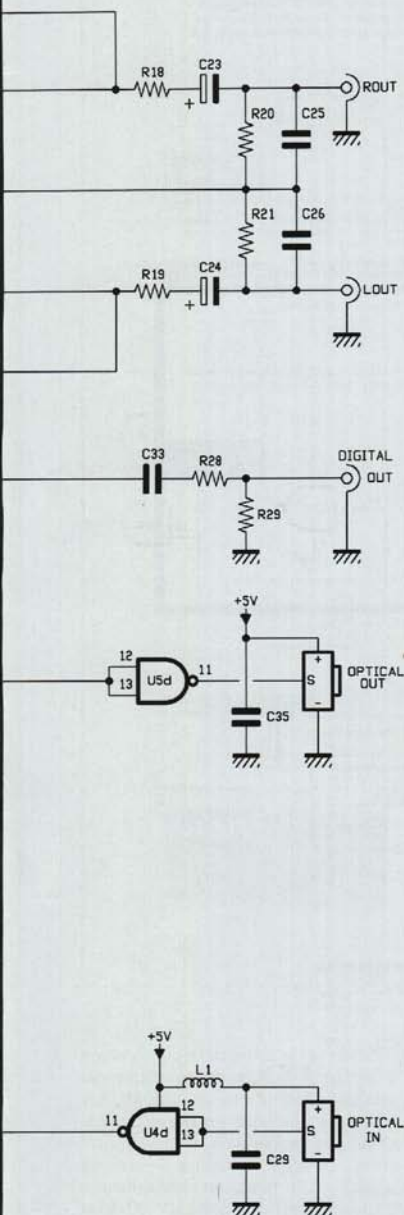 R18
C23
+
ROUT
R20
C25
R21
C26
R19
C24
+
LOUT
C33
R28
DIGITAL
OUT
R29
+5V
12
13
U5d
11
+
S
-
OPTICAL
OUT
C35
+5V
L1
11
U4d
12
13
+
S
-
OPTICAL
IN
C29